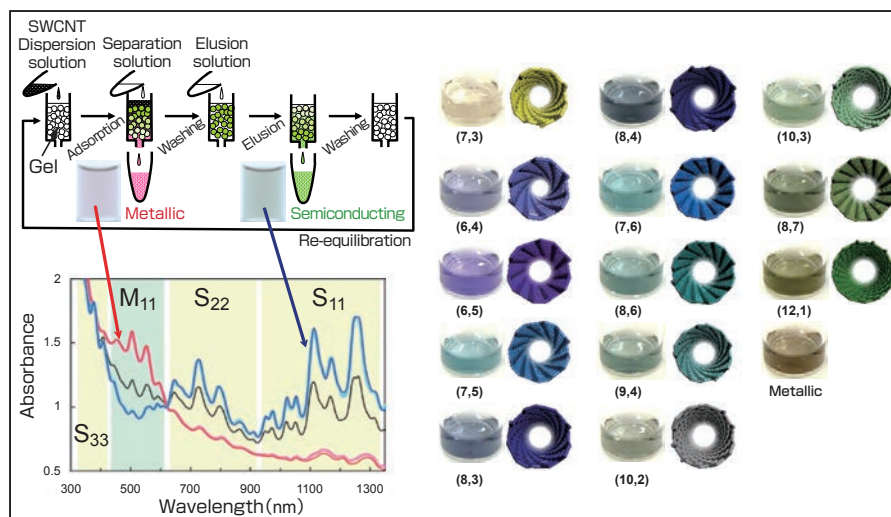 SWCNT
Dispersion
solution
Separation
solution
Elusion
solution
Gel
Adsorption
Washing
Elusion
Washing
Metallic
Semiconducting
Re-equilibration
2
1.5
1
0.5
Absorbance
M11
S22
S11
S33
300
500
700
900
1100
1300
Wavelength(nm)
(7,3)
(8,4)
(10,3)
(6,4)
(7,6)
(8,7)
(6,5)
(8,6)
(12,1)
(7,5)
(9,4)
Metallic
(8,3)
(10,2)